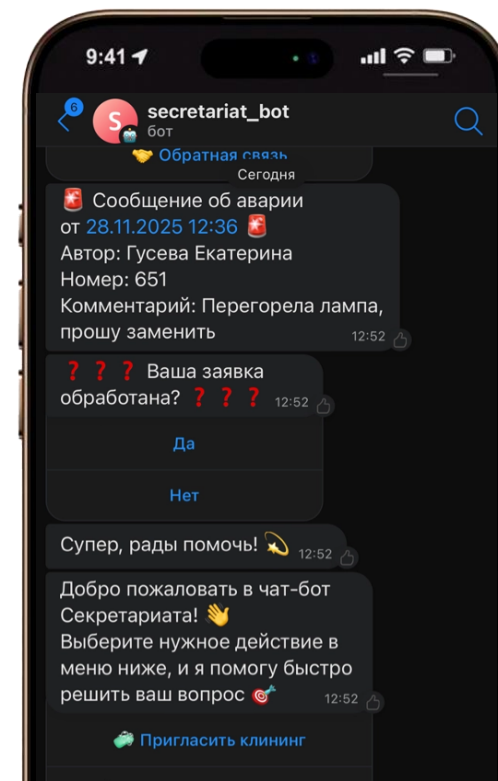 9:41
6
S
secretariat_bot
бот
🤝 Обратная связь
Сегодня
🚨 Сообщение об аварии
от 28.11.2025 12:36 🚨
Автор: Гусева Екатерина
Номер: 651
Комментарий: Перегорела лампа,
прошу заменить 12:52
❓❓❓ Ваша заявка
обработана? ❓❓❓ 12:52
Да
Нет
Супер, рады помочь! 💫 12:52
Добро пожаловать в чат-бот
Секретариата! 👋
Выберите нужное действие в
меню ниже, и я помогу быстро
решить ваш вопрос 🎯 12:52
🧼 Пригласить клининг